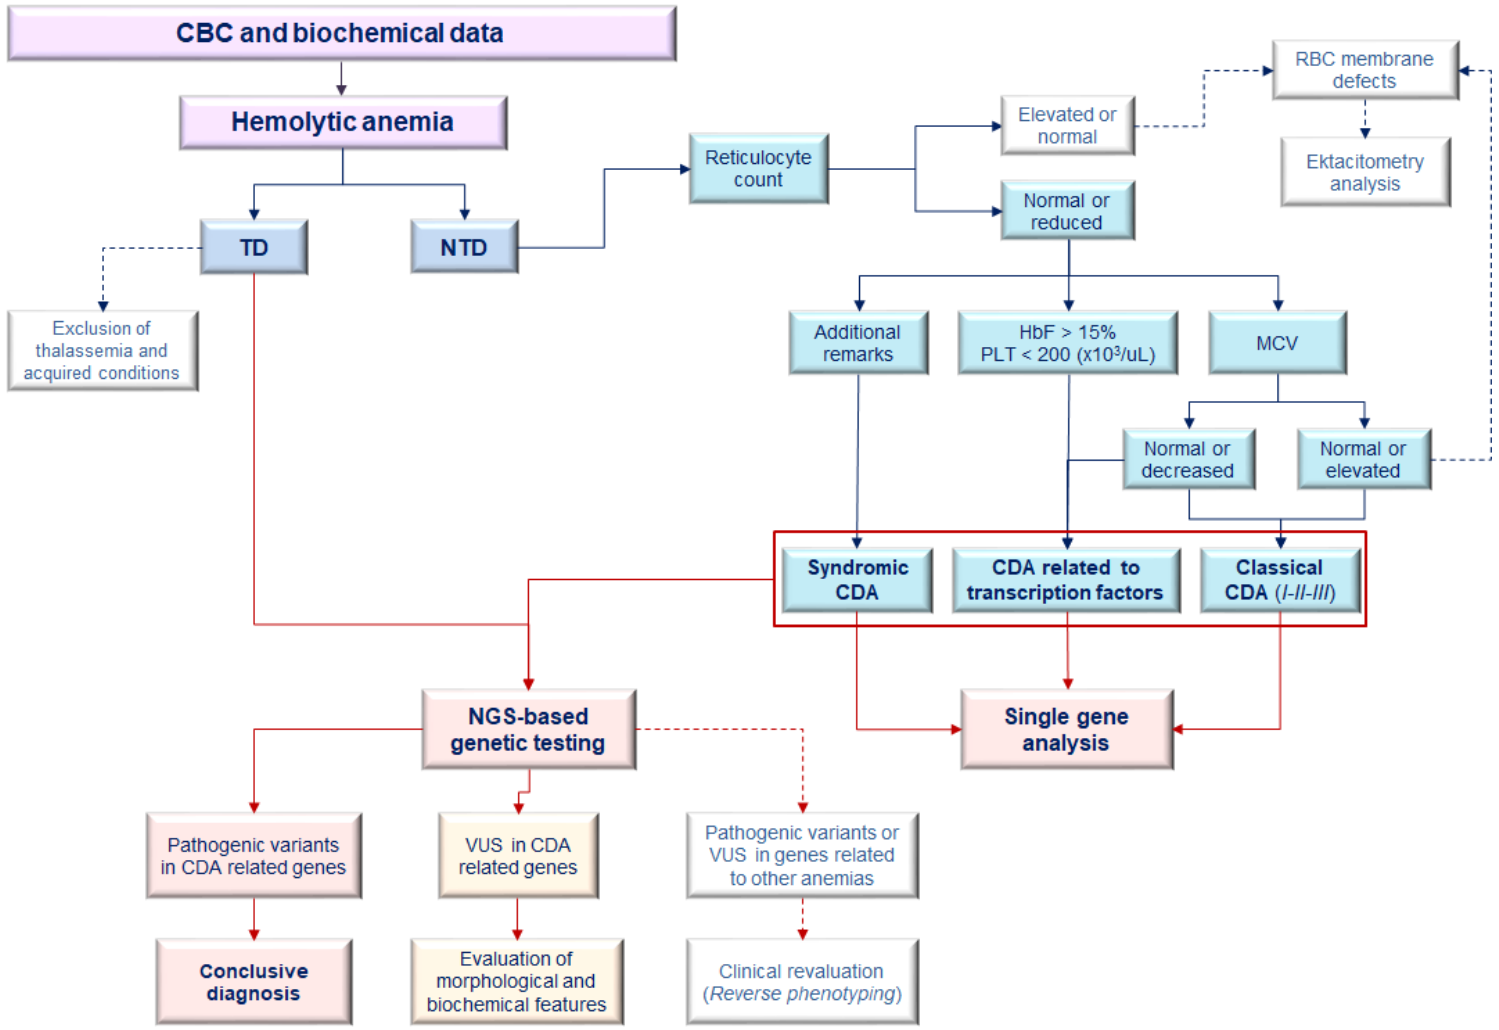 CBC and biochemical data
Hemolytic anemia
TD
NTD
Exclusion of
thalassemia and
acquired conditions
Reticulocyte
count
Elevated or
normal
RBC membrane
defects
Ektacitometry
analysis
Normal or
reduced
Additional
remarks
HbF > 15%
PLT < 200 (x10³/uL)
MCV
Normal or
decreased
Normal or
elevated
Syndromic
CDA
CDA related to
transcription factors
Classical
CDA (I-II-III)
NGS-based
genetic testing
Single gene
analysis
Pathogenic variants
in CDA related genes
VUS in CDA
related genes
Pathogenic variants or
VUS in genes related
to other anemias
Conclusive
diagnosis
Evaluation of
morphological and
biochemical features
Clinical revaluation
(Reverse phenotyping)